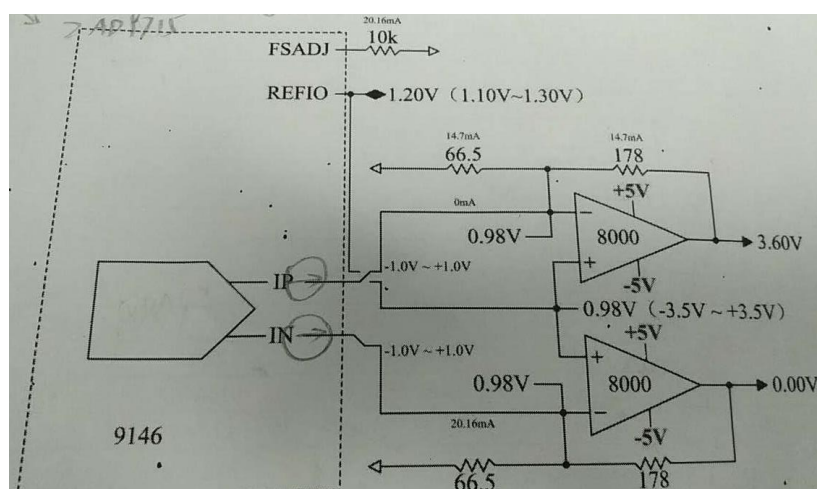 20.16mA
FSADJ
10k
REFIO
1.20V（1.10V~1.30V）
14.7mA
14.7mA
66.5
178
+5V
0mA
0.98V
8000
3.60V
-1.0V ~ +1.0V
IP
-5V
0.98V（-3.5V ~ +3.5V）
+5V
IN
-1.0V ~ +1.0V
0.98V
8000
0.00V
20.16mA
9146
-5V
66.5
178